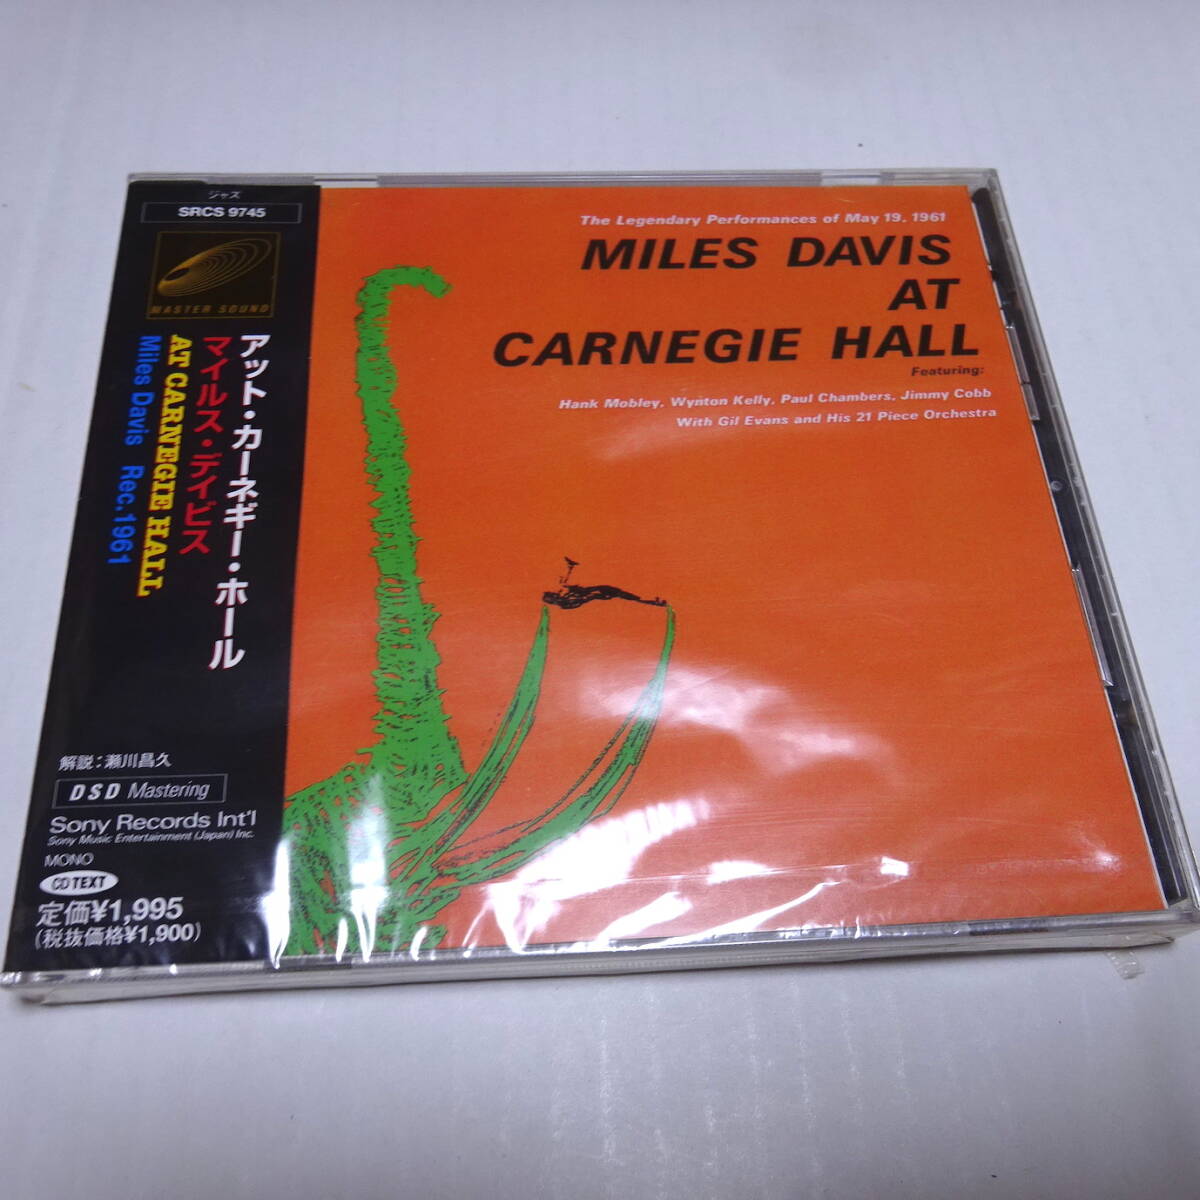 ジャズ
SRCS 9745
MASTER SOUND
アット・カーネギー・ホール
マイルス・デイビス
AT CARNEGIE HALL
Miles Davis Rec.1961
解説:瀬川昌久
DSD Mastering
Sony Records Int'l
Sony Music Entertainment (Japan) Inc.
MONO
CD TEXT
定価¥1,995
(税抜価格¥1,900)
The Legendary Performances of May 19, 1961
MILES DAVIS
AT
CARNEGIE HALL
Featuring:
Hank Mobley, Wynton Kelly, Paul Chambers, Jimmy Cobb
With Gil Evans and His 21 Piece Orchestra